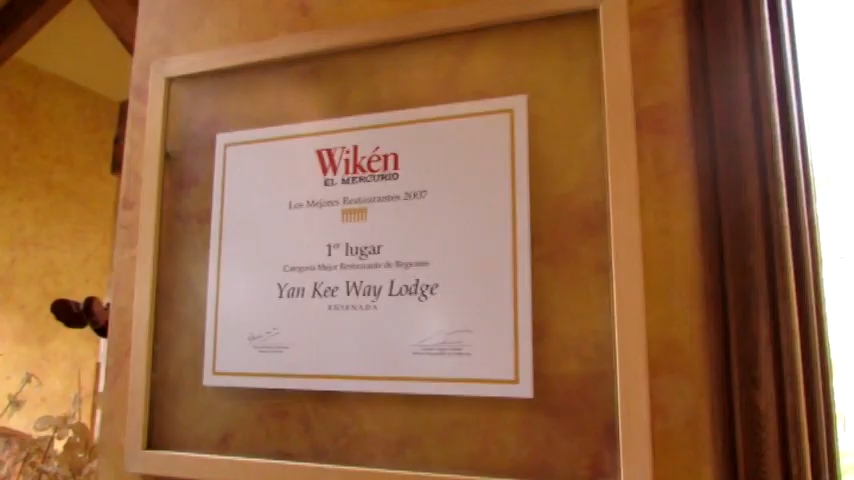 Wikén
EL MERCURIO
Los Mejores Restaurantes 2007
1er lugar
Categoría Mejor Restaurante de Regiones
Yan Kee Way Lodge
ENSENADA